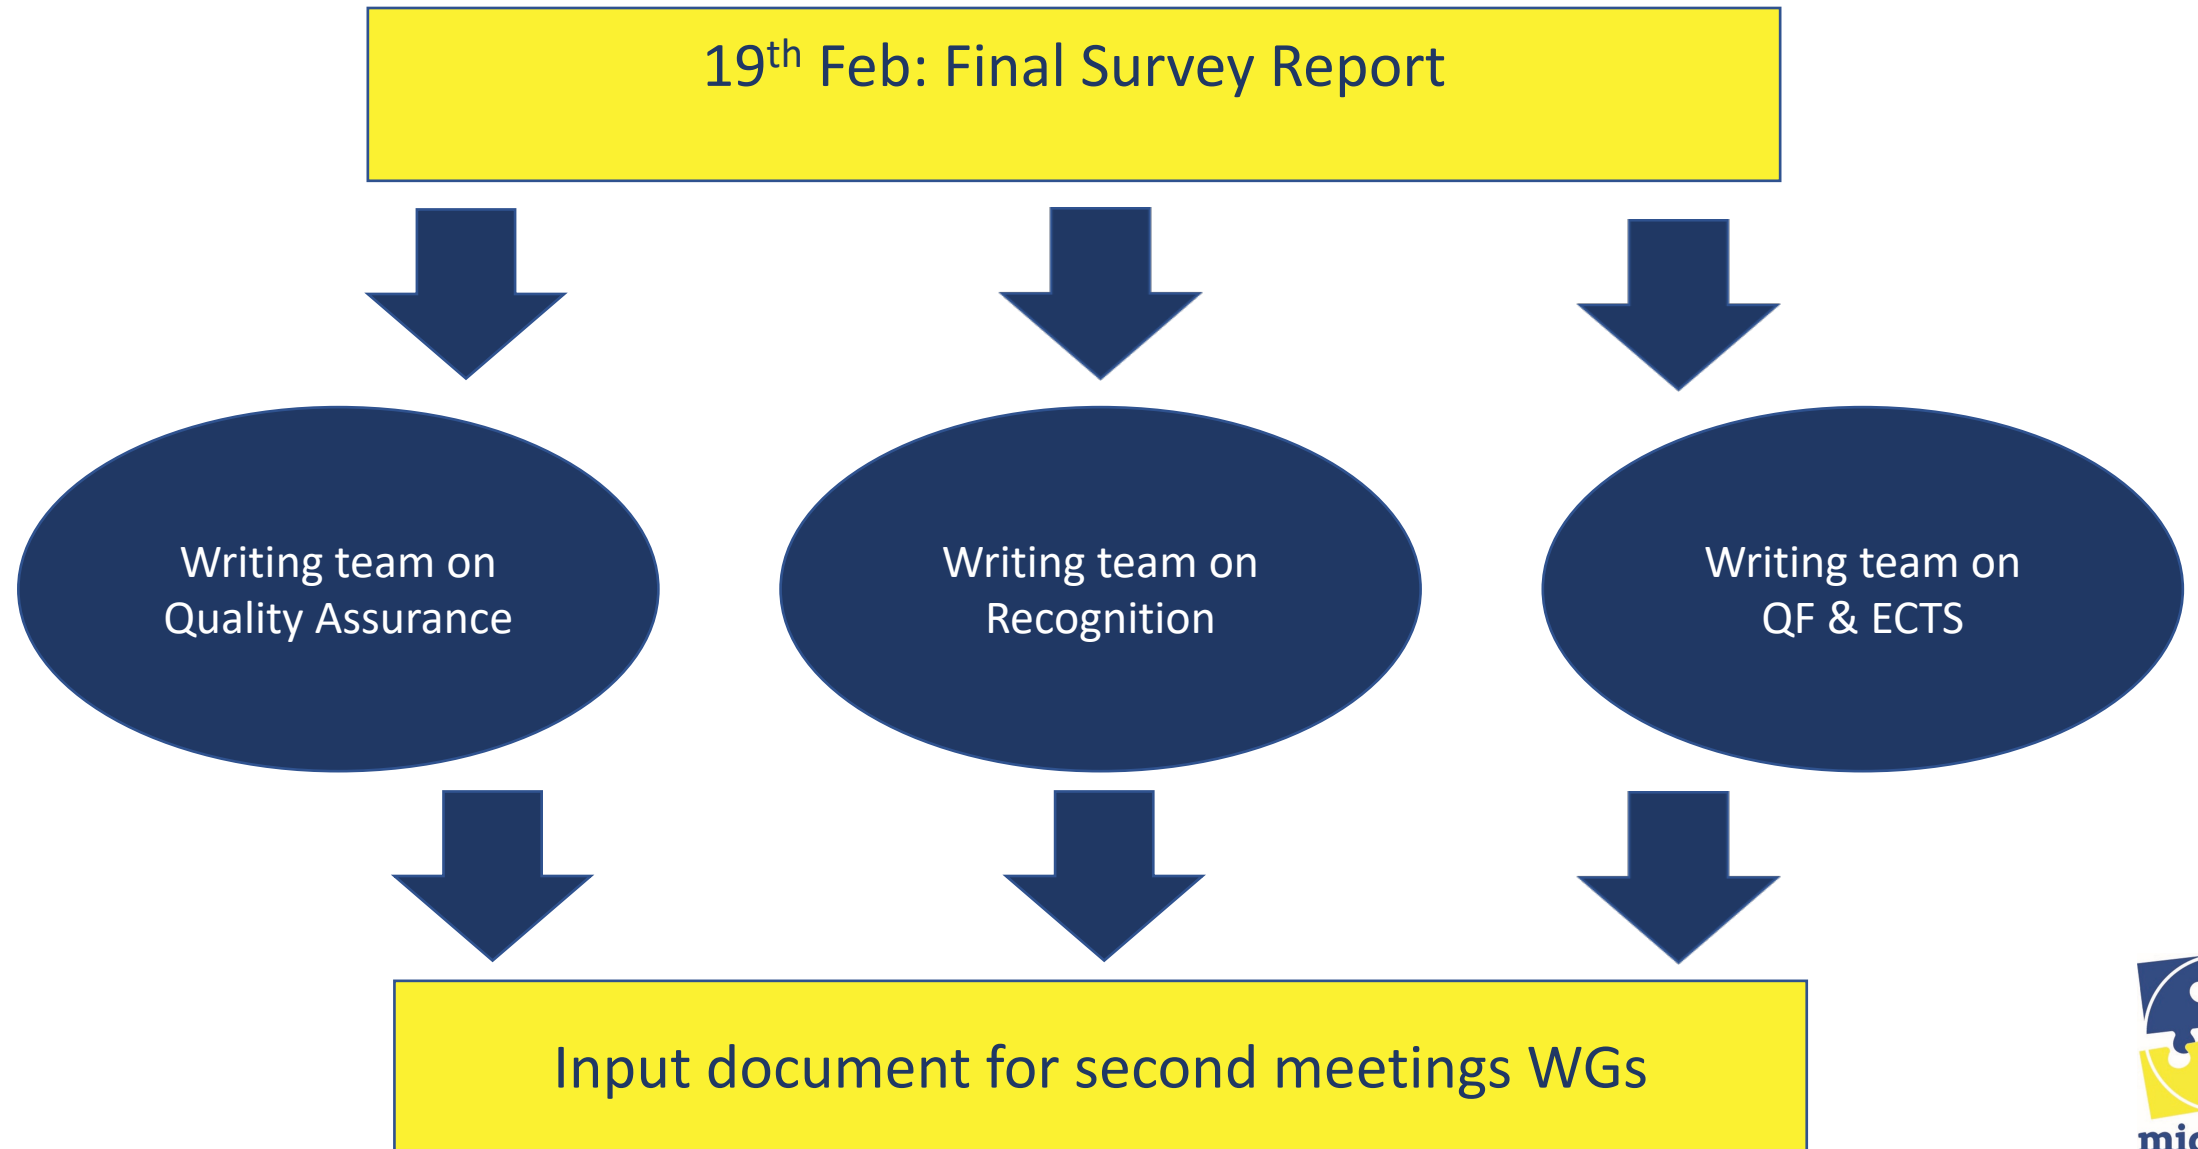 19th Feb: Final Survey Report
Writing team on
Quality Assurance
Writing team on
Recognition
Writing team on
QF & ECTS
Input document for second meetings WGs